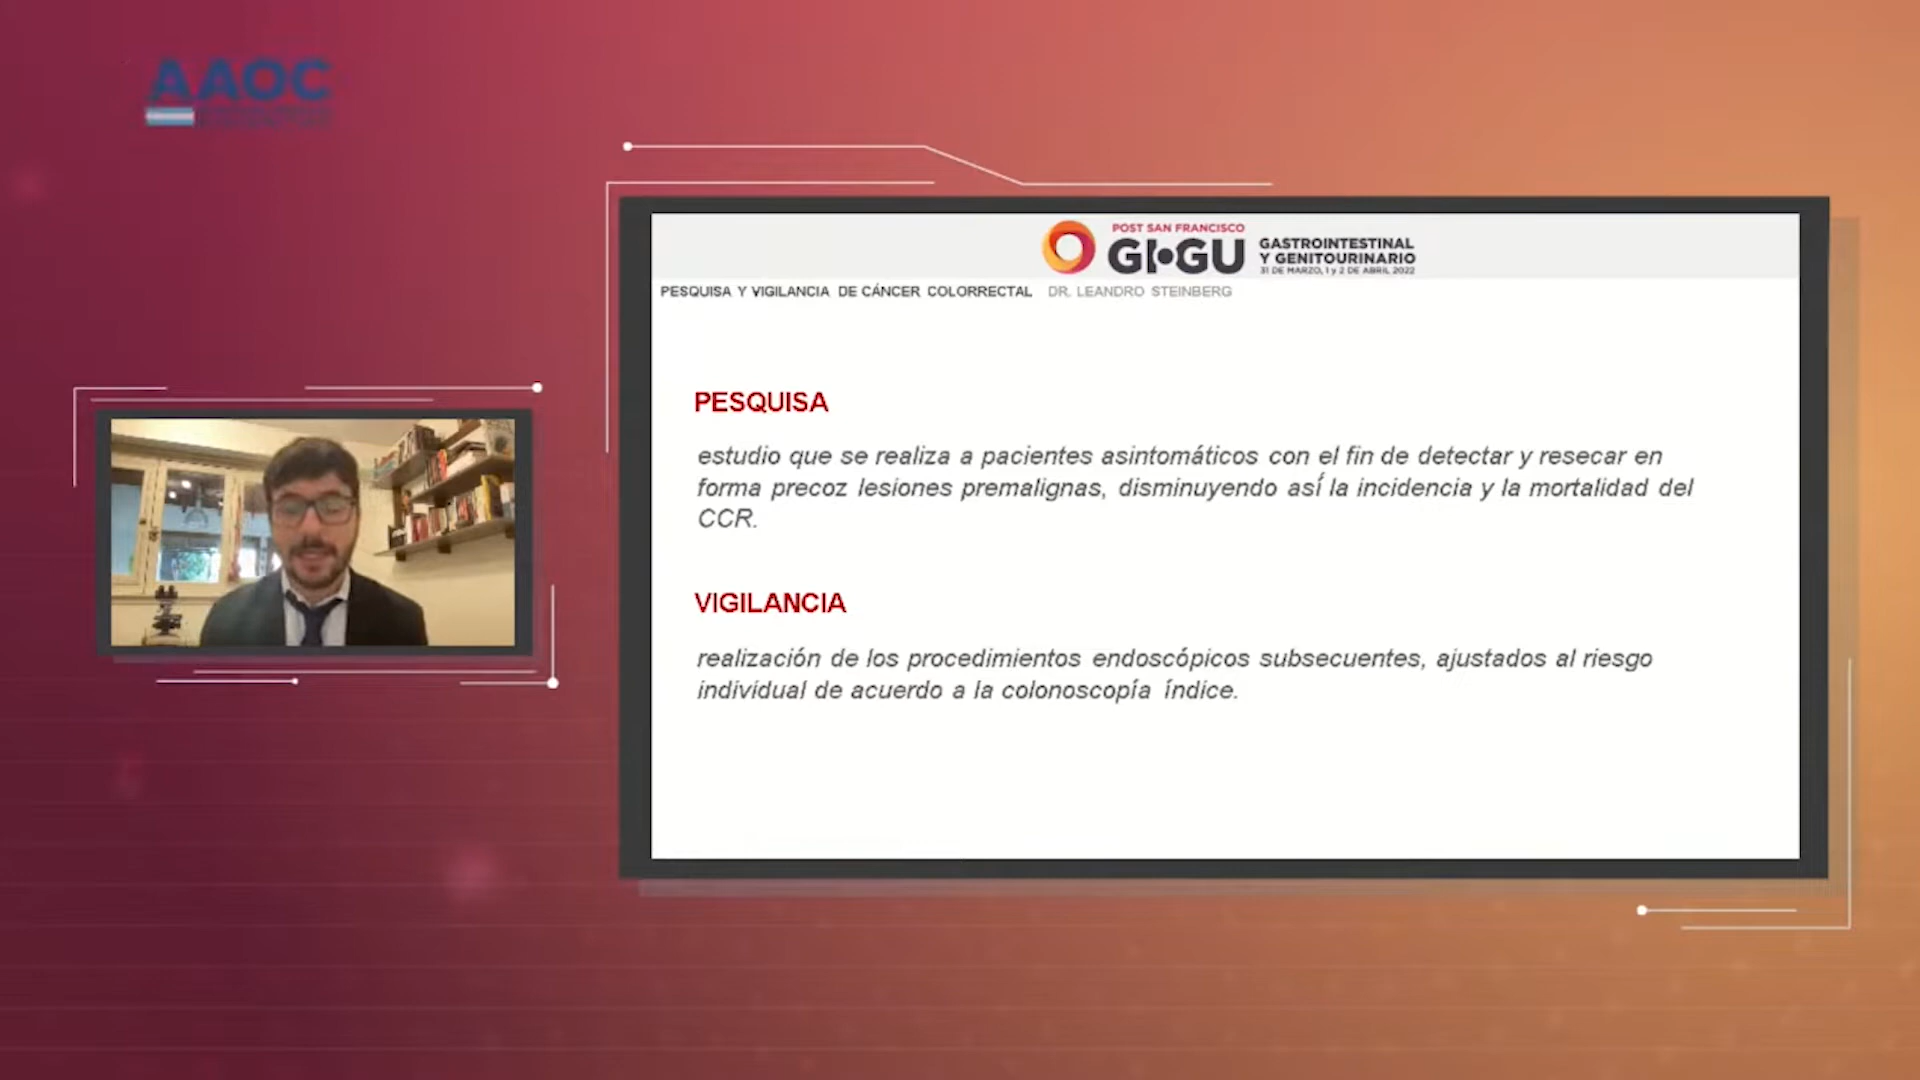 AAOC
POST SAN FRANCISCO
GI•GU
GASTROINTESTINAL
Y GENITOURINARIO
31 DE MARZO, 1 y 2 DE ABRIL 2022
PESQUISA Y VIGILANCIA DE CÁNCER COLORRECTAL DR. LEANDRO STEINBERG
PESQUISA
estudio que se realiza a pacientes asintomáticos con el fin de detectar y resecar en
forma precoz lesiones premalignas, disminuyendo así la incidencia y la mortalidad del
CCR.
VIGILANCIA
realización de los procedimientos endoscópicos subsecuentes, ajustados al riesgo
individual de acuerdo a la colonoscopía índice.